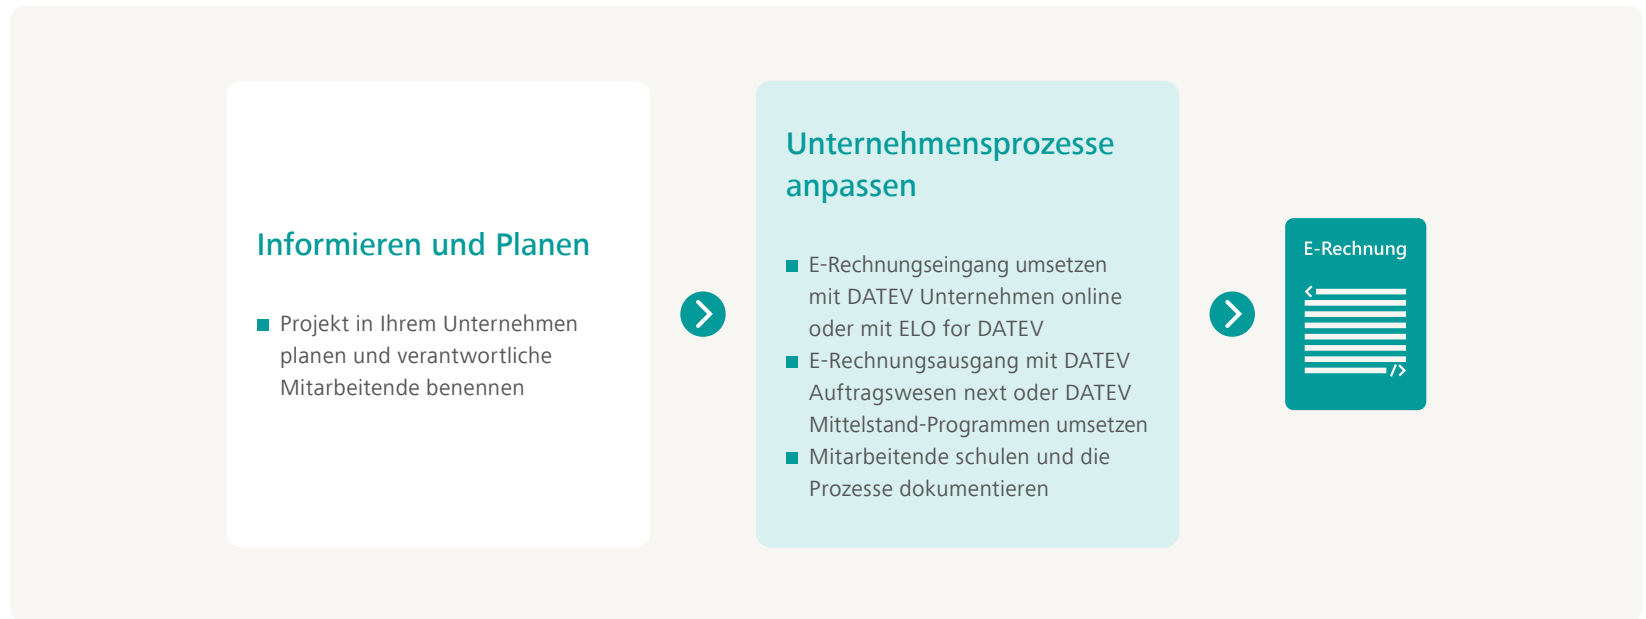 Informieren und Planen
Projekt in Ihrem Unternehmen
planen und verantwortliche
Mitarbeitende benennen
Unternehmensprozesse
anpassen
E-Rechnungseingang umsetzen
mit DATEV Unternehmen online
oder mit ELO for DATEV
E-Rechnungsausgang mit DATEV
Auftragswesen next oder DATEV
Mittelstand-Programmen umsetzen
Mitarbeitende schulen und die
Prozesse dokumentieren
E-Rechnung